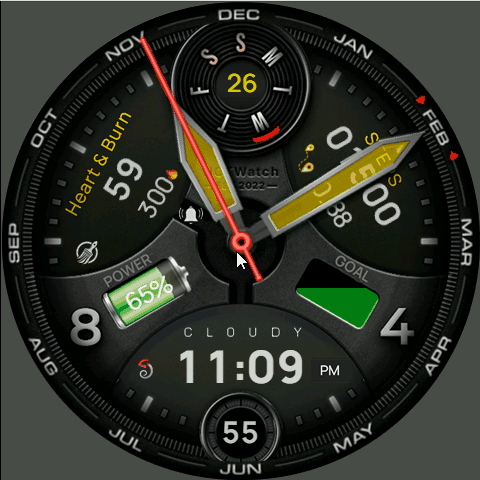 DEC
JAN
FEB
MAR
APR
MAY
JUN
JUL
AUG
SEP
OCT
NOV
S M T W T F S
26
Heart & Burn
59
300
2022
POWER
65%
GOAL
8
4
CLOUDY
11:09 PM
55